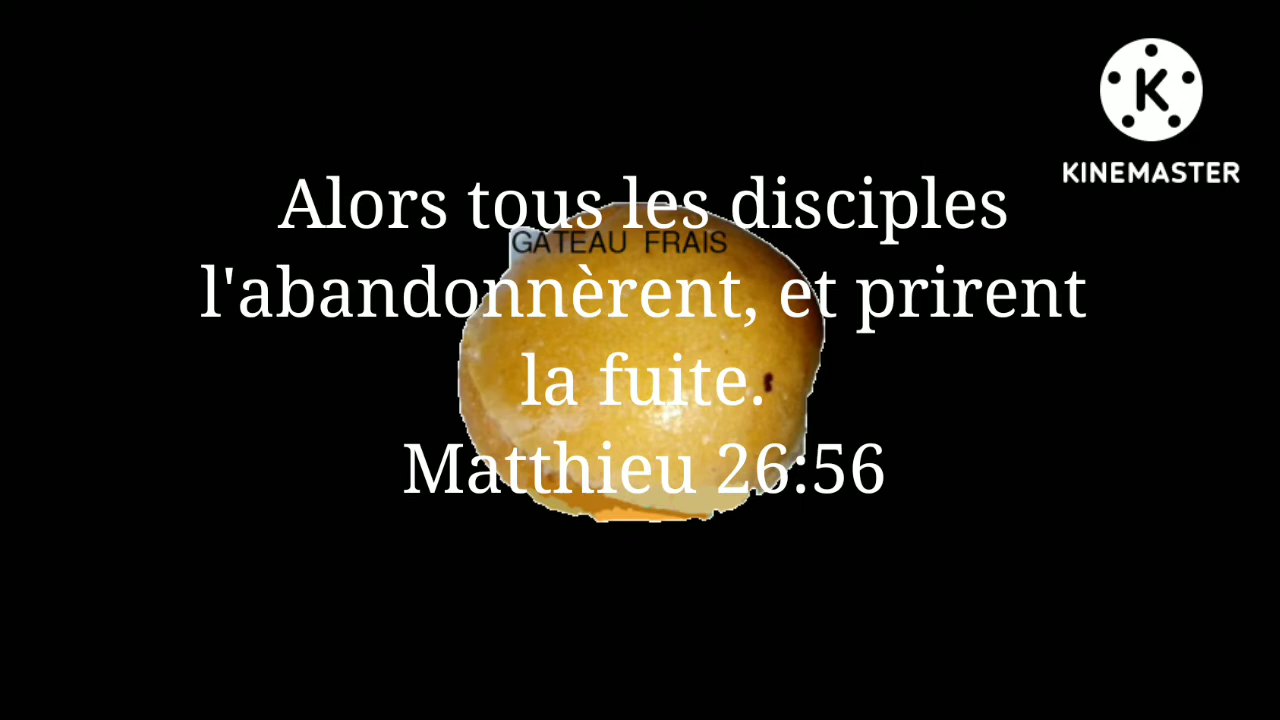 K
KINEMASTER
Alors tous les disciples
GATEAU FRAIS
l'abandonnèrent, et prirent
la fuite.
Matthieu 26:56